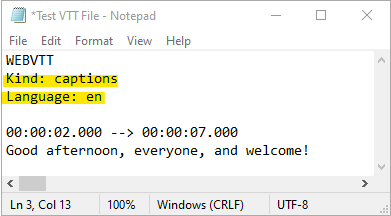 *Test VTT File - Notepad
File Edit Format View Help
WEBVTT
Kind: captions
Language: en
00:00:02.000 --> 00:00:07.000
Good afternoon, everyone, and welcome!
Ln 3, Col 13 100% Windows (CRLF) UTF-8